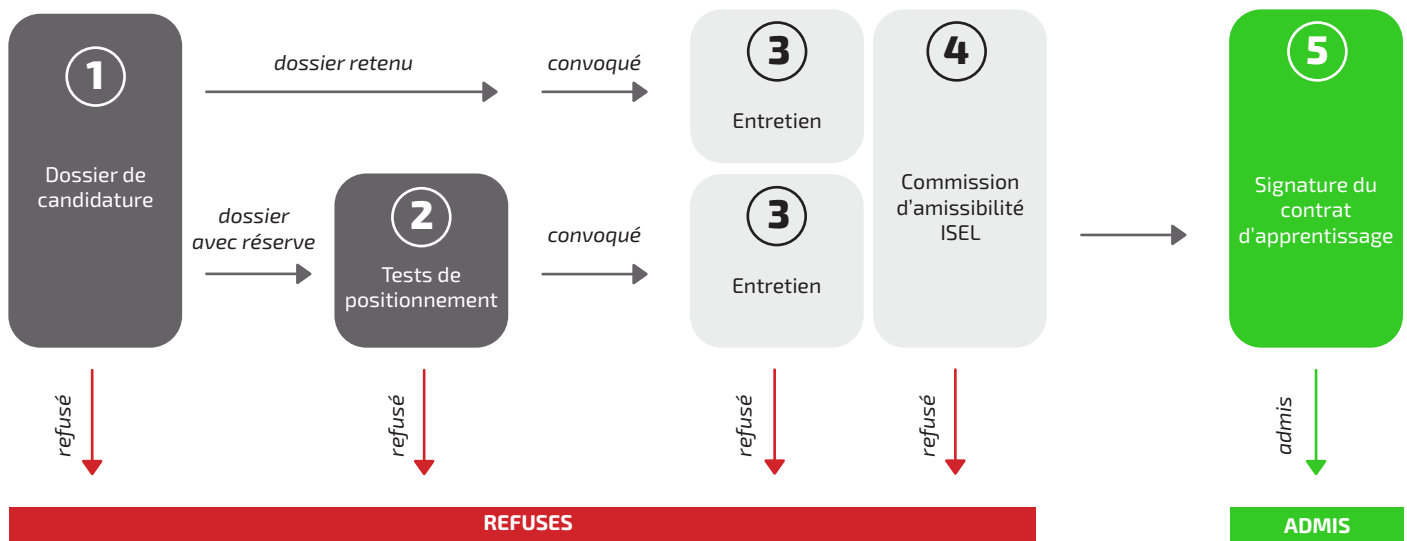 1
Dossier de
candidature
dossier retenu
convoqué
dossier
avec réserve
2
Tests de
positionnement
convoqué
3
Entretien
3
Entretien
4
Commission
d'amissibilité
ISEL
5
Signature du
contrat
d'apprentissage
refusé
refusé
refusé
refusé
admis
REFUSES
ADMIS